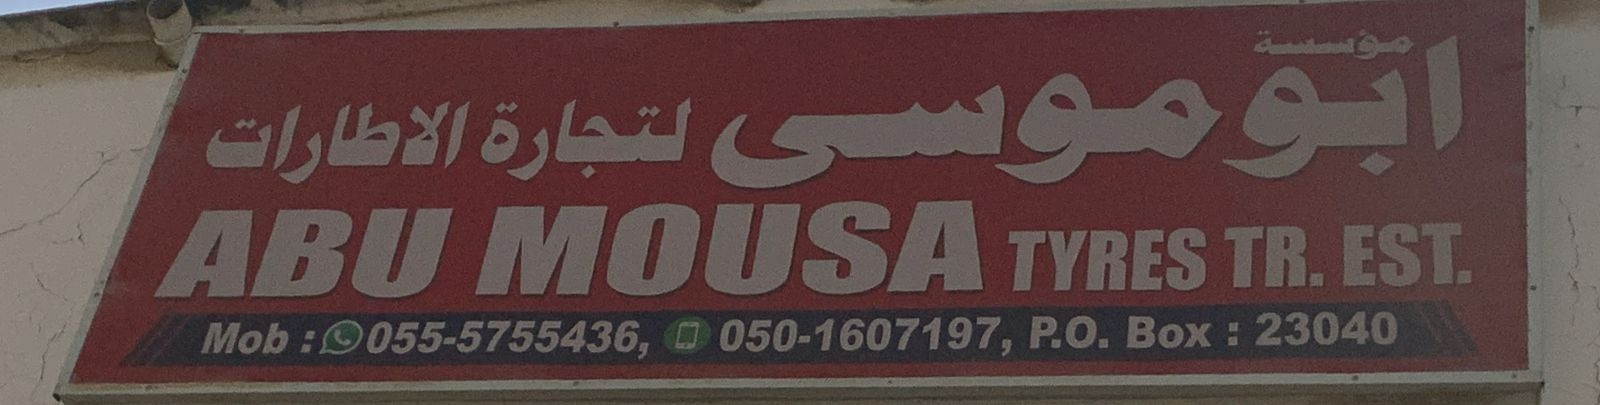 مؤسسة
ابو موسى لتجارة الاطارات
ABU MOUSA TYRES TR. EST.
Mob : 055-5755436, 050-1607197, P.O. Box : 23040